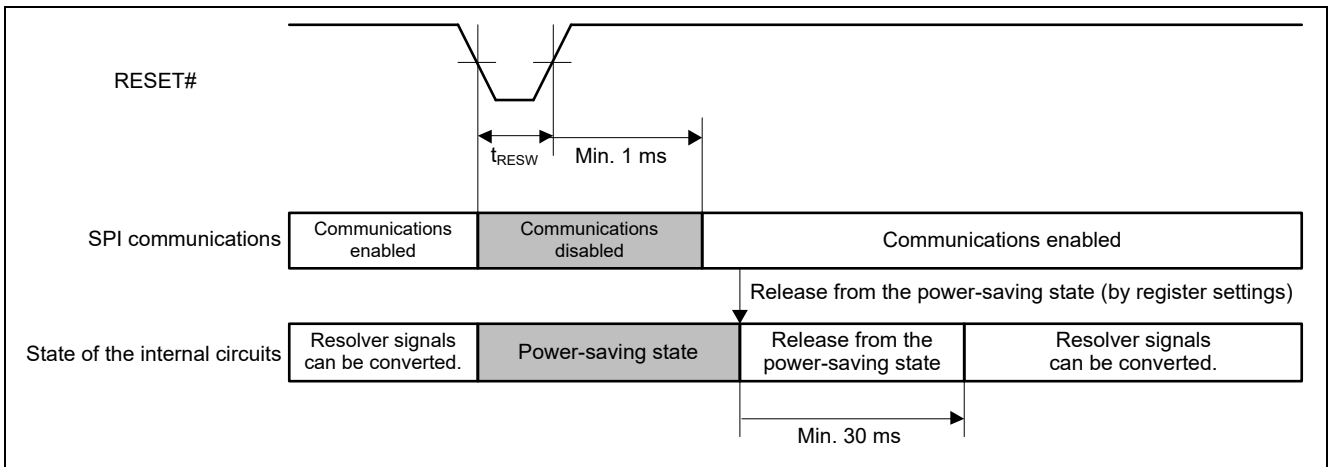 RESET#
tRESW
Min. 1 ms
SPI communications
Communications
enabled
Communications
disabled
Communications enabled
Release from the power-saving state (by register settings)
State of the internal circuits
Resolver signals
can be converted.
Power-saving state
Release from the
power-saving state
Resolver signals
can be converted.
Min. 30 ms